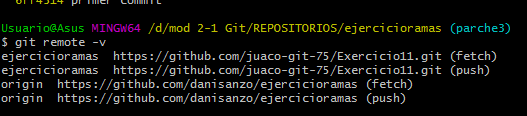 6ff4514 primer commit
Usuario@Asus MINGW64 /d/mod 2-1 Git/REPOSITORIOS/ejercicioramas (parche3)
$ git remote -v
ejercicioramas  https://github.com/juaco-git-75/Exercicio11.git (fetch)
ejercicioramas  https://github.com/juaco-git-75/Exercicio11.git (push)
origin  https://github.com/danisanzo/ejercicioramas (fetch)
origin  https://github.com/danisanzo/ejercicioramas (push)